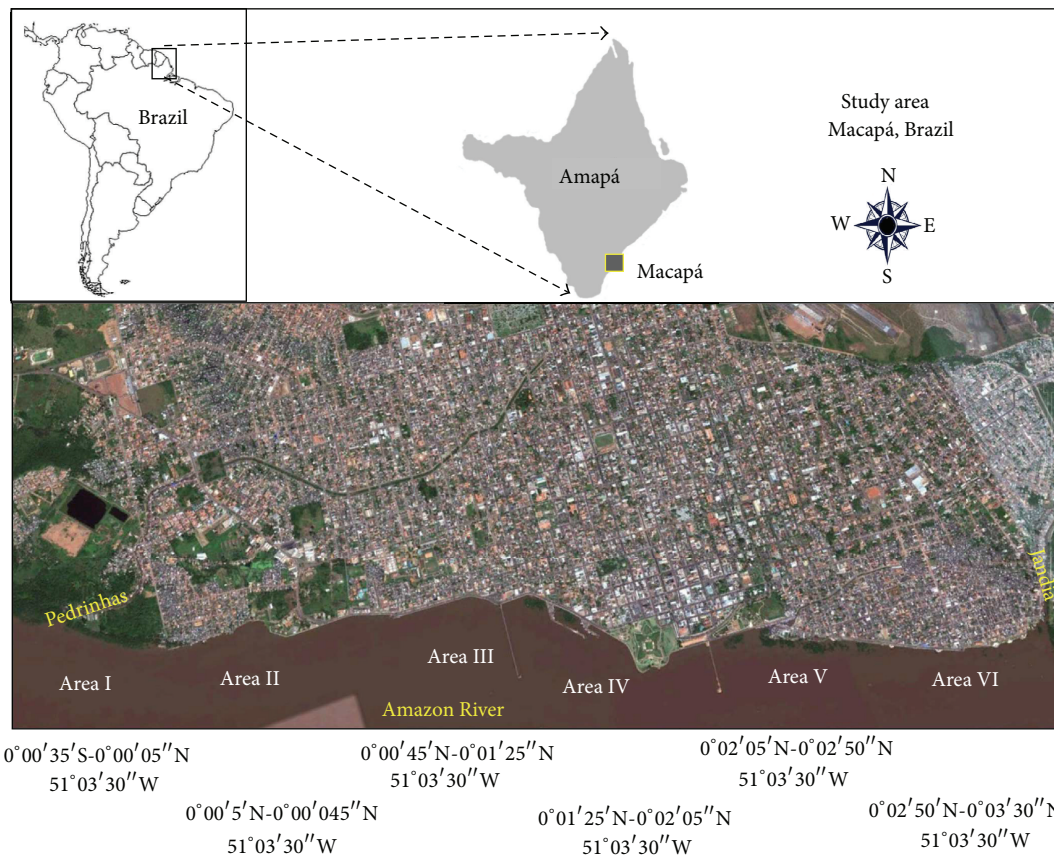 Brazil
Amapá
Macapá
Study area
Macapá, Brazil
N
W
E
S
Pedrinhas
Jandia
Area I
Area II
Area III
Area IV
Area V
Area VI
Amazon River
0°00′35″S-0°00′05″N
51°03′30″W
0°00′5″N-0°00′045″N
51°03′30″W
0°00′45″N-0°01′25″N
51°03′30″W
0°01′25″N-0°02′05″N
51°03′30″W
0°02′05″N-0°02′50″N
51°03′30″W
0°02′50″N-0°03′30″N
51°03′30″W